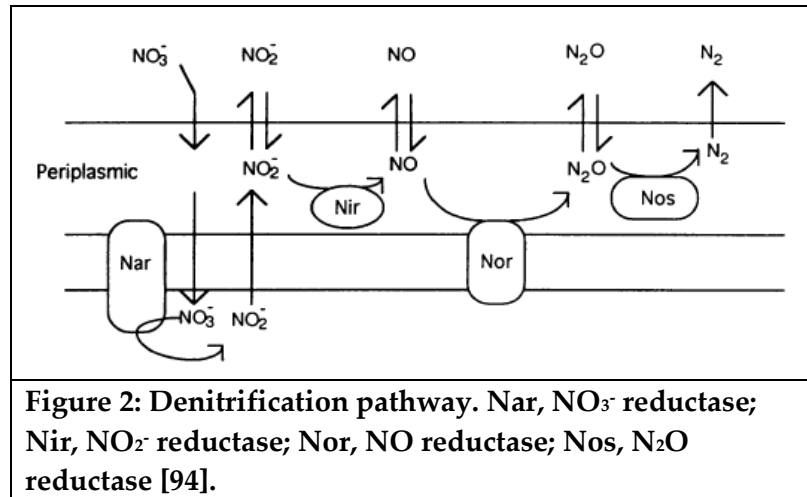 NO₃⁻ NO₂⁻ NO N₂O N₂
Periplasmic NO₂⁻ NO N₂O N₂
Nir Nos
Nar Nor
NO₃⁻ NO₂⁻
Figure 2: Denitrification pathway. Nar, NO₃⁻ reductase;
Nir, NO₂⁻ reductase; Nor, NO reductase; Nos, N₂O
reductase [94].